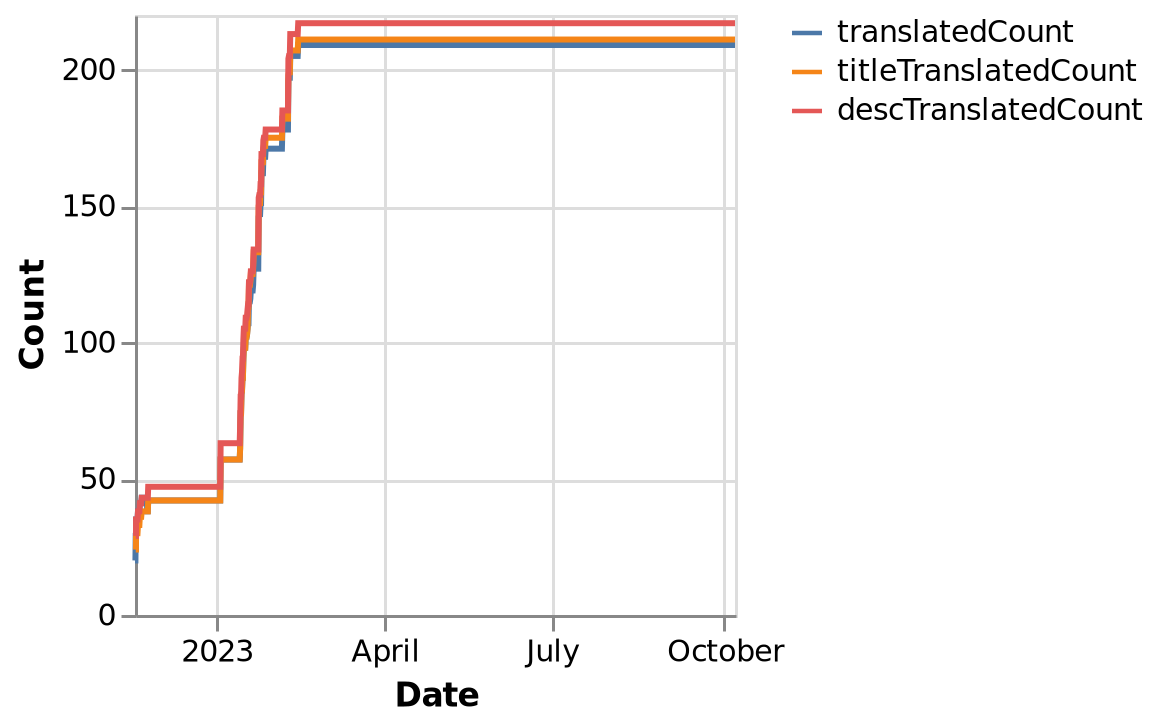 translatedCount
titleTranslatedCount
descTranslatedCount
200
150
100
50
0
Count
2023 April July October
Date